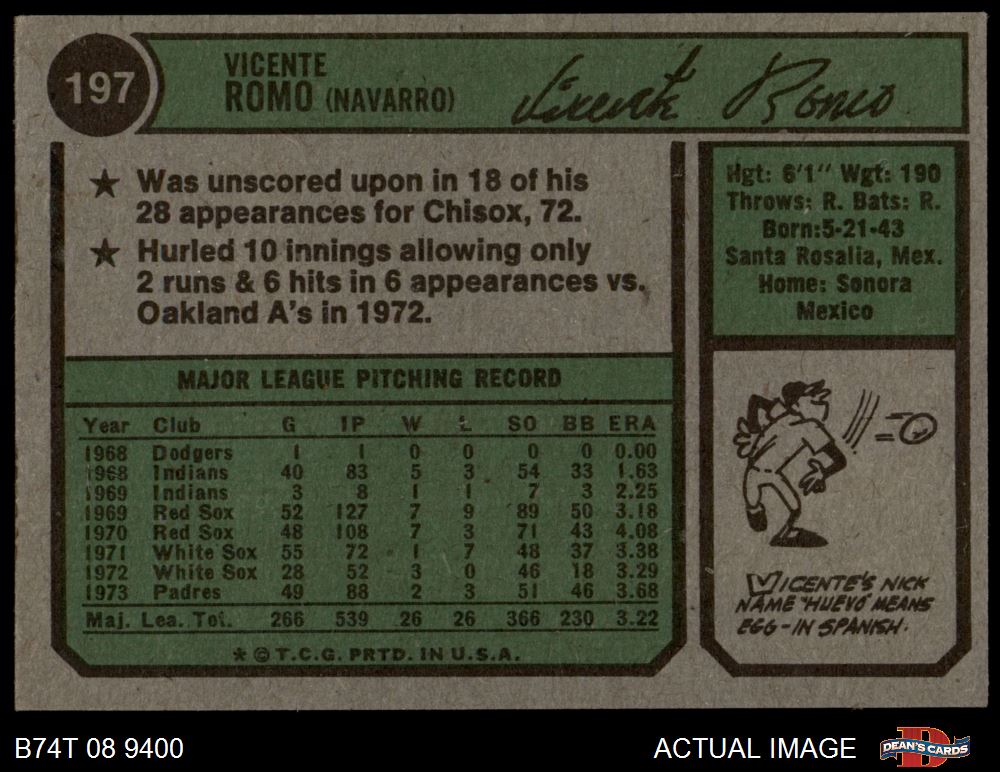 197
VICENTE
ROMO (NAVARRO)
Vicente Romo
★ Was unscored upon in 18 of his
28 appearances for Chisox, 72.
★ Hurled 10 innings allowing only
2 runs & 6 hits in 6 appearances vs.
Oakland A's in 1972.
Hgt: 6'1" Wgt: 190
Throws: R. Bats: R.
Born:5-21-43
Santa Rosalia, Mex.
Home: Sonora
Mexico
MAJOR LEAGUE PITCHING RECORD
Year Club G IP W L SO BB ERA
1968 Dodgers 1 1 0 0 0 0 0.00
1968 Indians 40 83 5 3 54 33 1.63
1969 Indians 3 8 1 1 7 3 2.25
1969 Red Sox 52 127 7 9 89 50 3.18
1970 Red Sox 48 108 7 3 71 43 4.08
1971 White Sox 55 72 1 7 48 37 3.38
1972 White Sox 28 52 3 0 46 18 3.29
1973 Padres 49 88 2 3 51 46 3.68
Maj. Lea. Tot. 266 539 26 26 366 230 3.22
* © T.C.G. PRTD. IN U.S.A.
VICENTE'S NICK
NAME "HUEVO" MEANS
EGG - IN SPANISH.
B74T 08 9400
ACTUAL IMAGE
D
DEAN'S CARDS